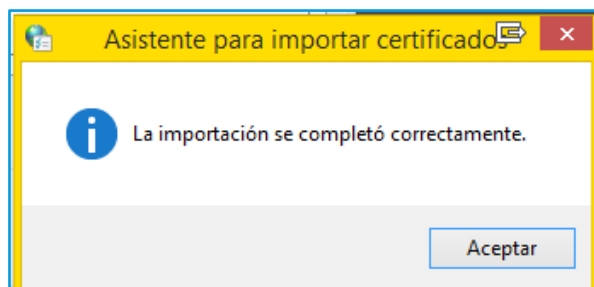 Asistente para importar certificados
La importación se completó correctamente.
Aceptar